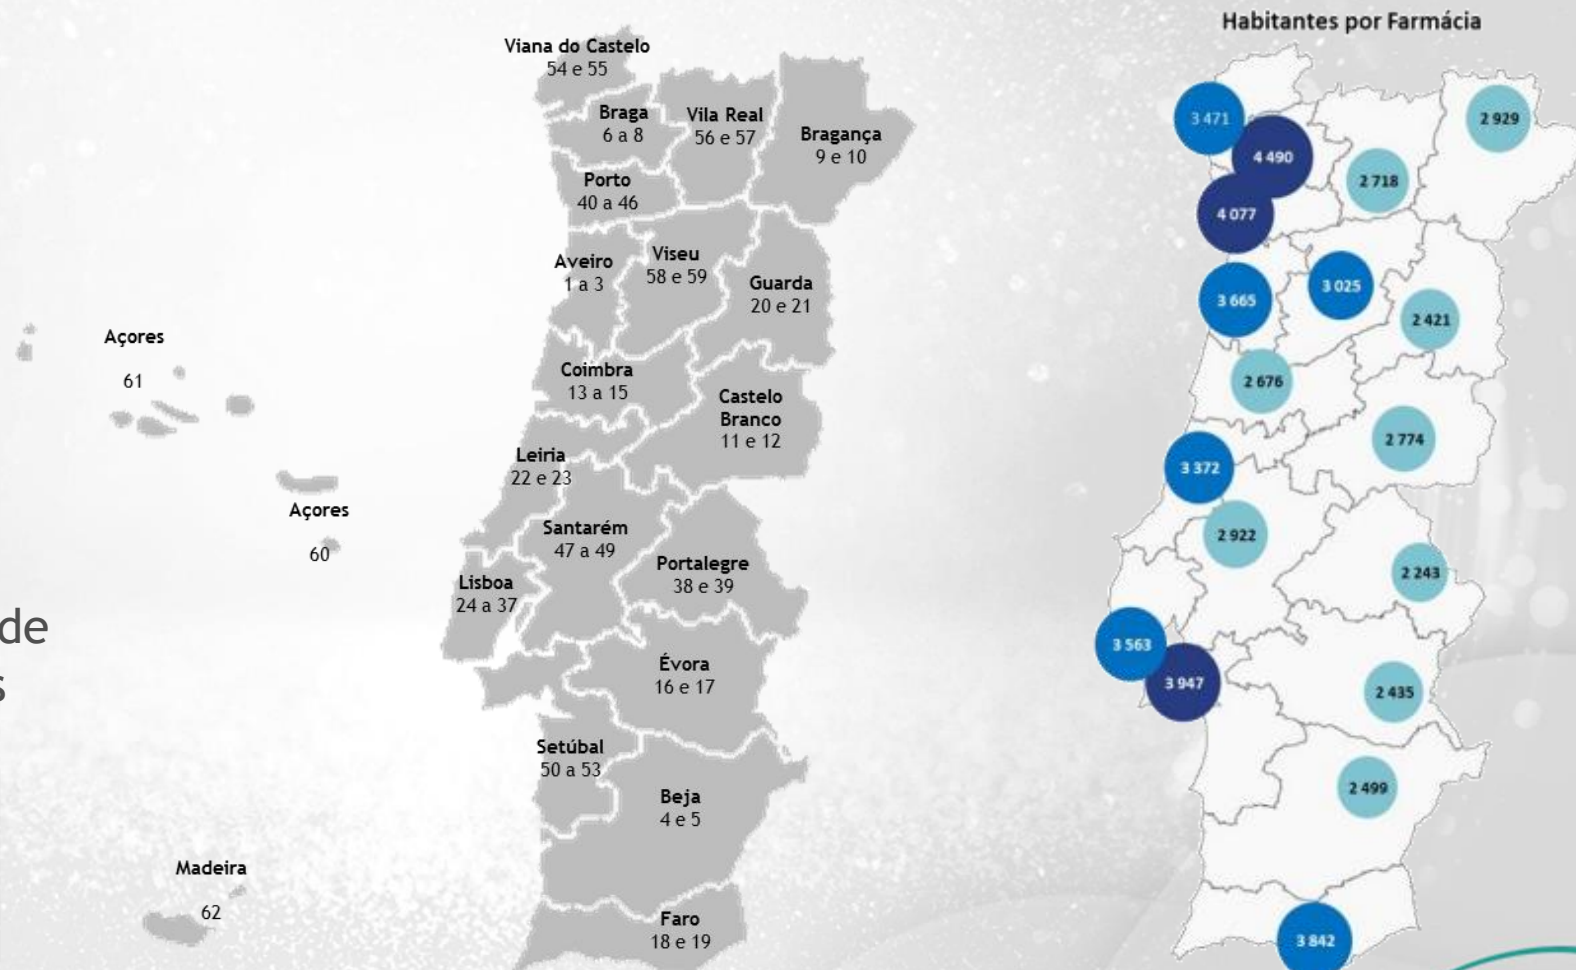 Viana do Castelo
54 e 55
Braga
6 a 8
Vila Real
56 e 57
Bragança
9 e 10
Porto
40 a 46
Aveiro
1 a 3
Viseu
58 e 59
Guarda
20 e 21
Coimbra
13 a 15
Castelo
Branco
11 e 12
Leiria
22 e 23
Santarém
47 a 49
Portalegre
38 e 39
Lisboa
24 a 37
Évora
16 e 17
Setúbal
50 a 53
Beja
4 e 5
Faro
18 e 19
Açores
61
Açores
60
Madeira
62
de
s
Habitantes por Farmácia
3 471
2 929
4 490
2 718
4 077
3 665
3 025
2 421
2 676
2 774
3 372
2 922
2 243
3 563
3 947
2 435
2 499
3 842